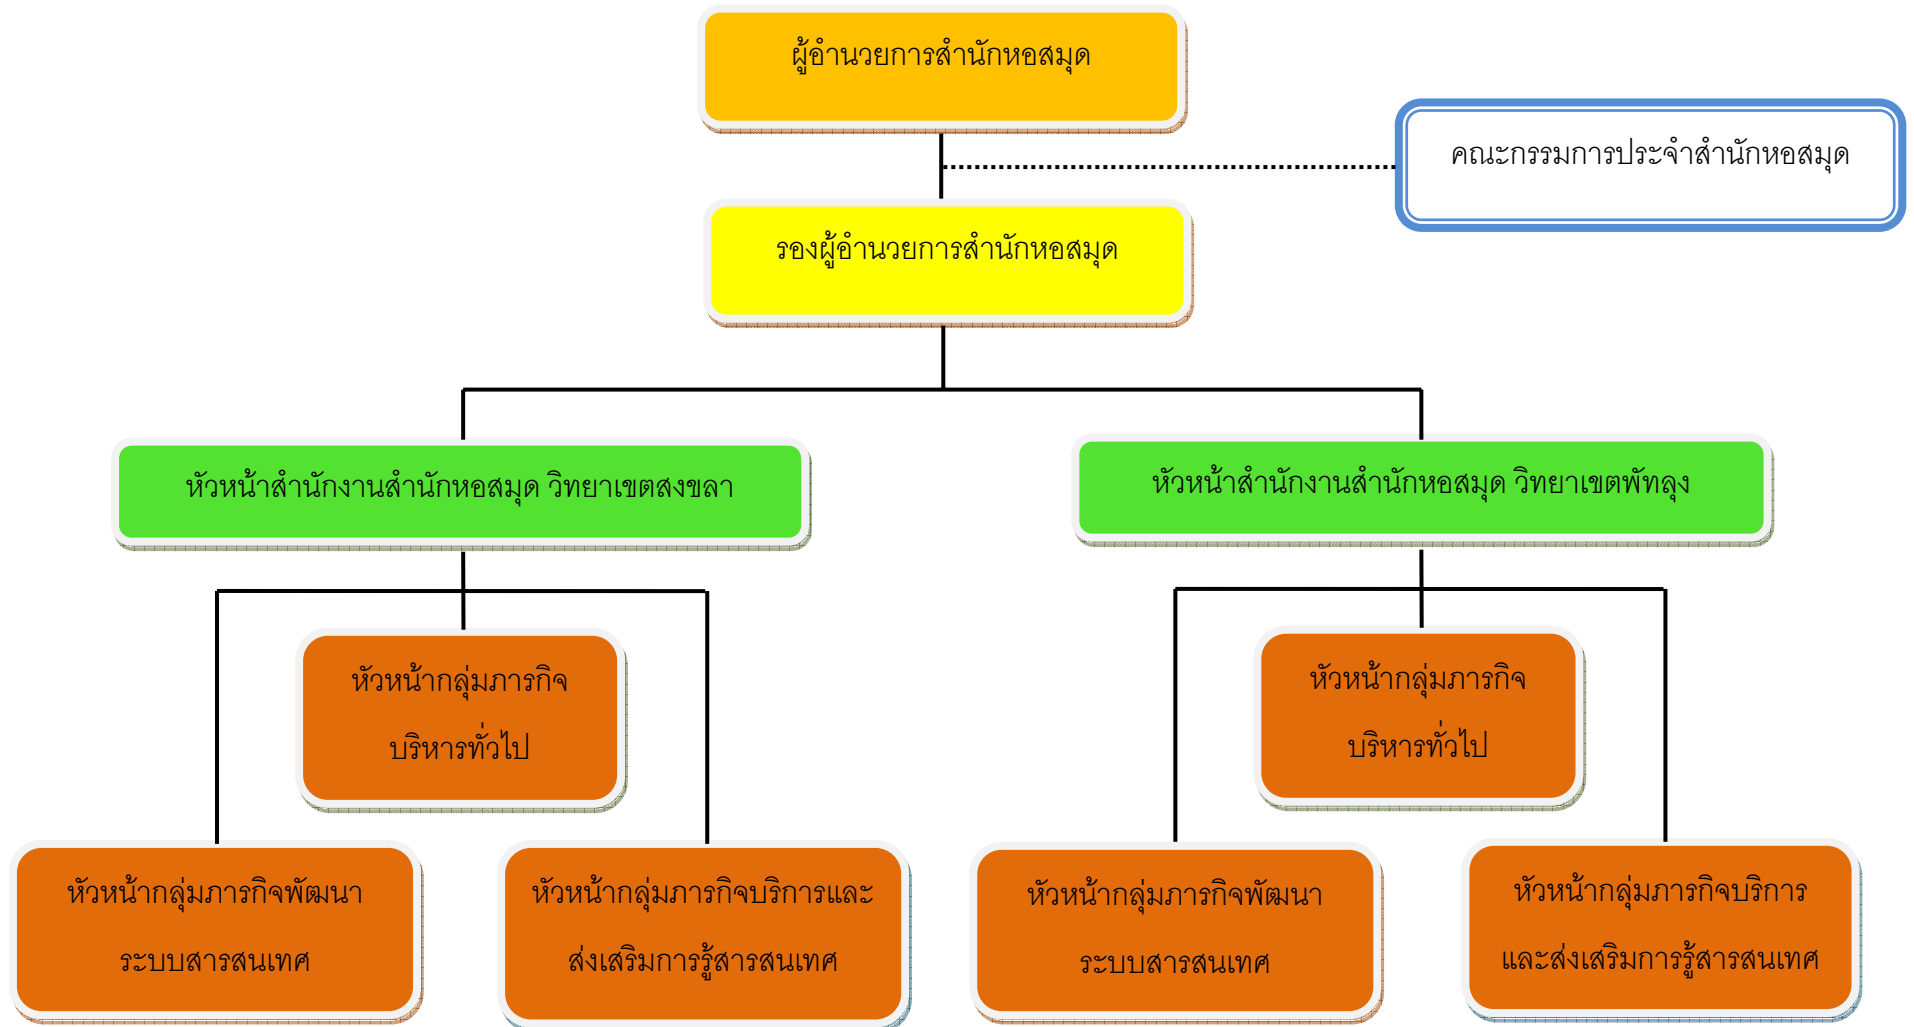 ผู้อำนวยการสำนักหอสมุด
คณะกรรมการประจำสำนักหอสมุด
รองผู้อำนวยการสำนักหอสมุด
หัวหน้าสำนักงานสำนักหอสมุด วิทยาเขตสงขลา
หัวหน้าสำนักงานสำนักหอสมุด วิทยาเขตพัทลุง
หัวหน้ากลุ่มภารกิจ
บริหารทั่วไป
หัวหน้ากลุ่มภารกิจ
บริหารทั่วไป
หัวหน้ากลุ่มภารกิจพัฒนา
ระบบสารสนเทศ
หัวหน้ากลุ่มภารกิจบริการและ
ส่งเสริมการรู้สารสนเทศ
หัวหน้ากลุ่มภารกิจพัฒนา
ระบบสารสนเทศ
หัวหน้ากลุ่มภารกิจบริการ
และส่งเสริมการรู้สารสนเทศ